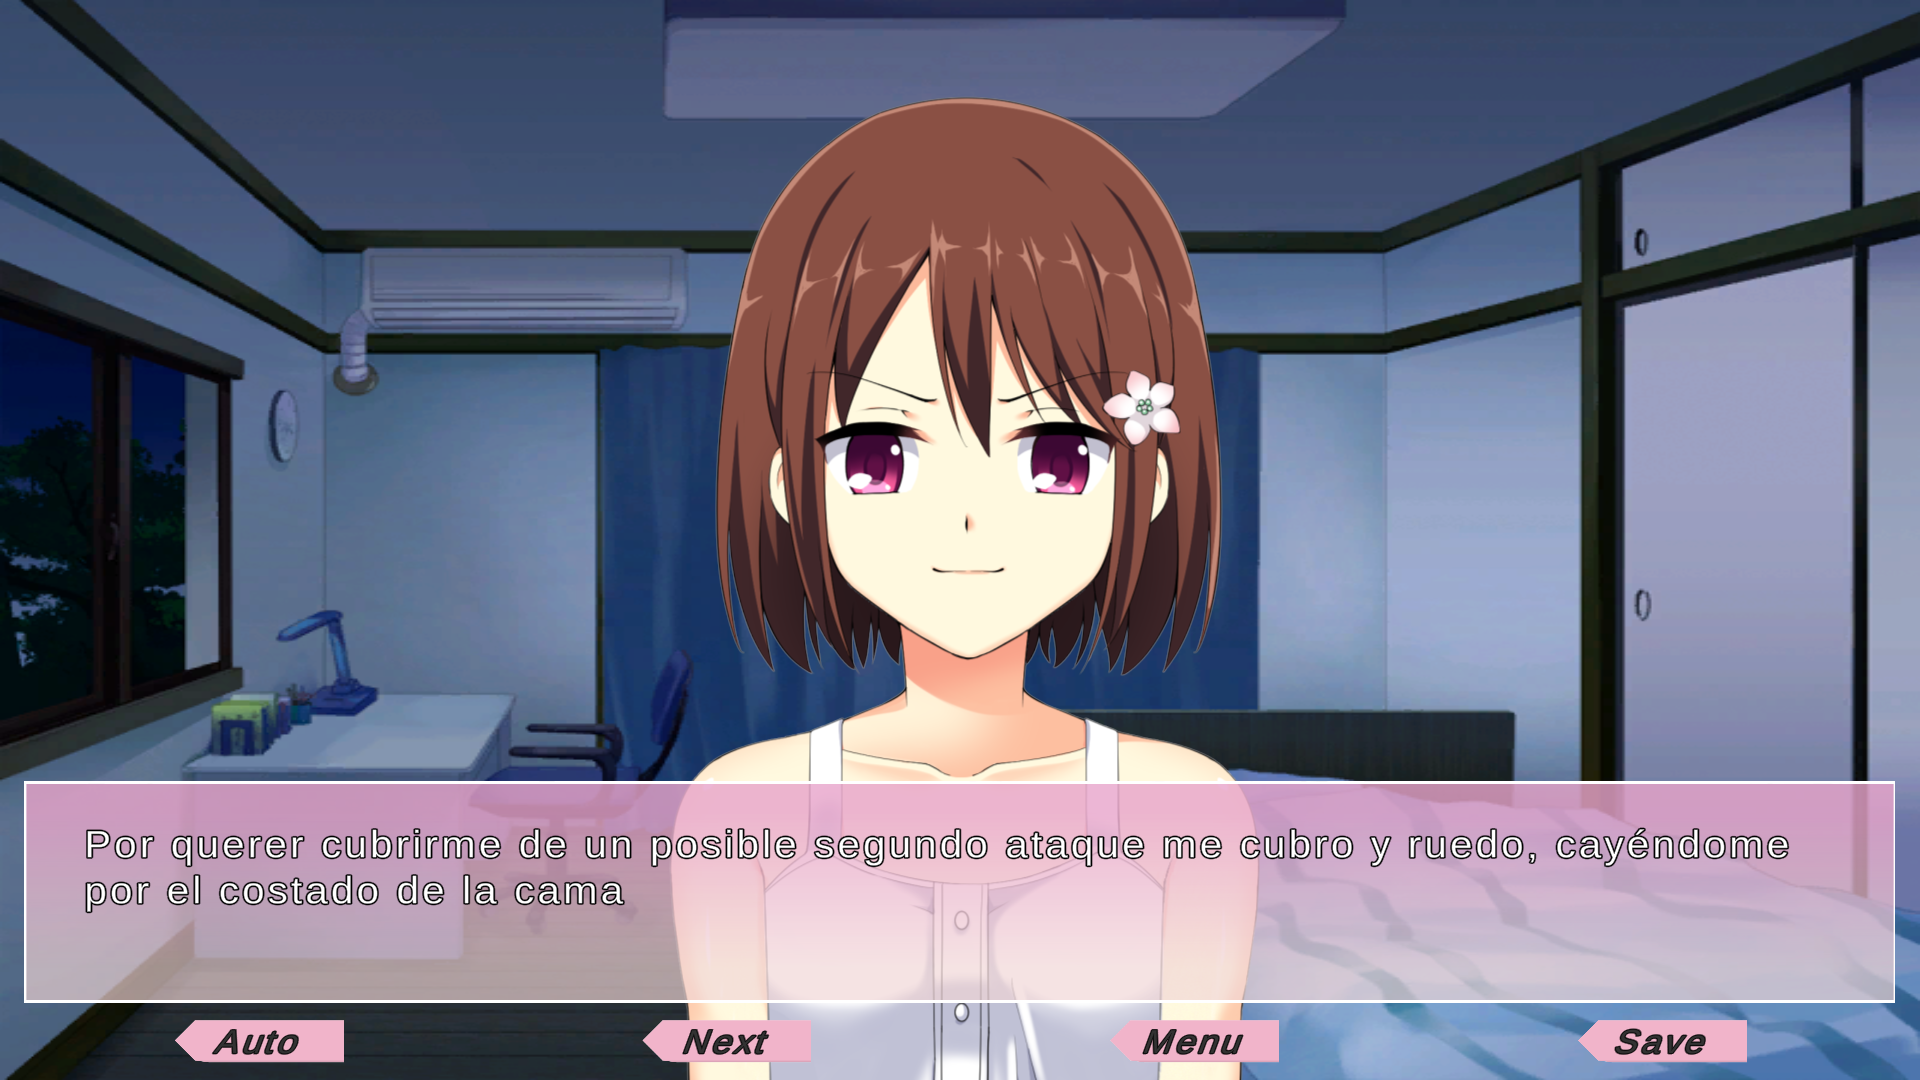 Por querer cubrirme de un posible segundo ataque me cubro y ruedo, cayéndome
por el costado de la cama
Auto
Next
Menu
Save